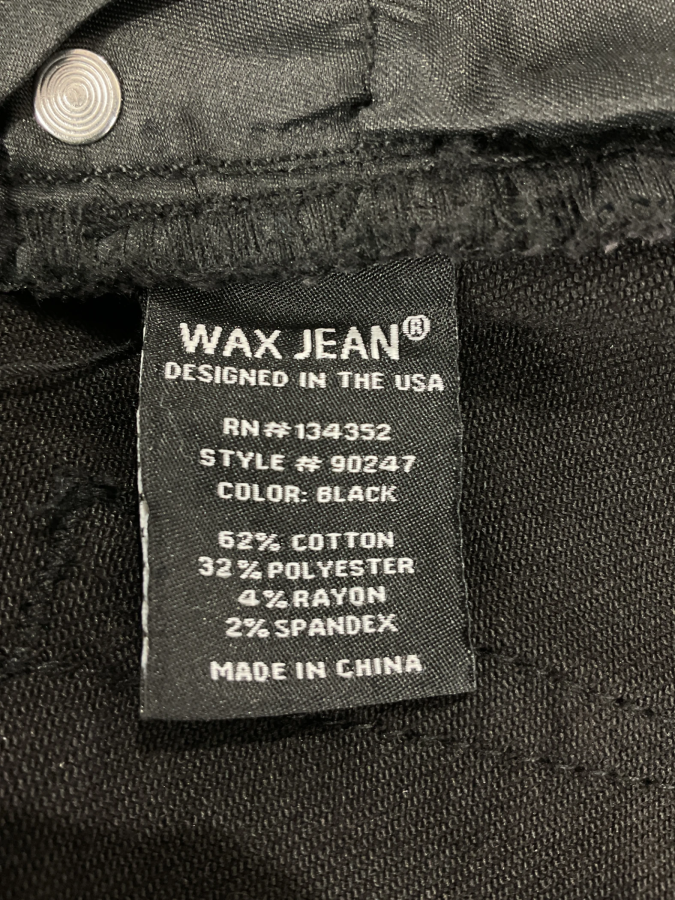 WAX JEAN®
DESIGNED IN THE USA
RN#134352
STYLE # 90247
COLOR: BLACK
62% COTTON
32% POLYESTER
4% RAYON
2% SPANDEX
MADE IN CHINA